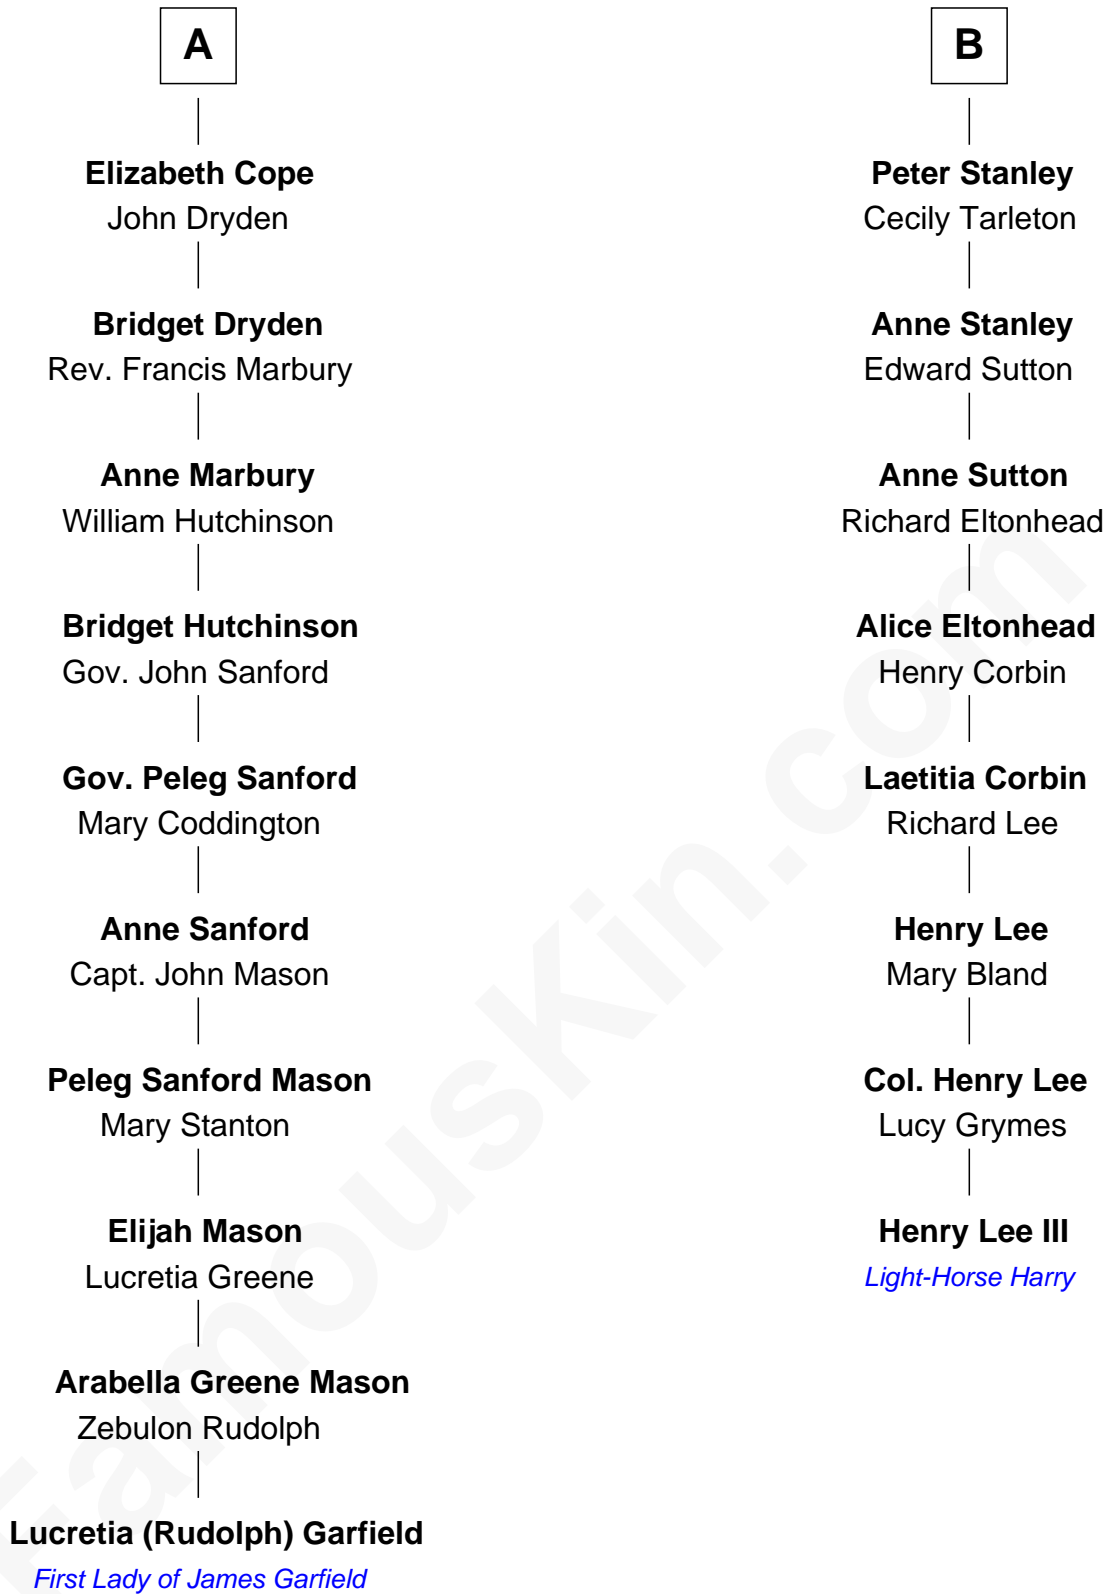 A
Elizabeth Cope
John Dryden
Bridget Dryden
Rev. Francis Marbury
Anne Marbury
William Hutchinson
Bridget Hutchinson
Gov. John Sanford
Gov. Peleg Sanford
Mary Coddington
Anne Sanford
Capt. John Mason
Peleg Sanford Mason
Mary Stanton
Elijah Mason
Lucretia Greene
Arabella Greene Mason
Zebulon Rudolph
Lucretia (Rudolph) Garfield
First Lady of James Garfield
B
Peter Stanley
Cecily Tarleton
Anne Stanley
Edward Sutton
Anne Sutton
Richard Eltonhead
Alice Eltonhead
Henry Corbin
Laetitia Corbin
Richard Lee
Henry Lee
Mary Bland
Col. Henry Lee
Lucy Grymes
Henry Lee III
Light-Horse Harry
FamousKin.com